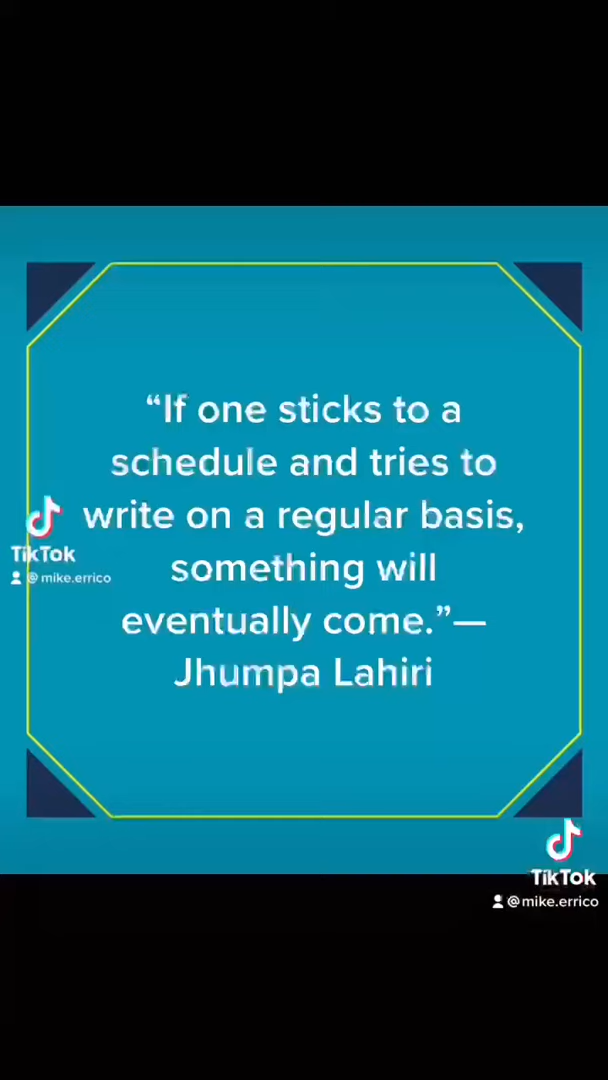 “If one sticks to a
schedule and tries to
write on a regular basis,
something will
eventually come.”—
Jhumpa Lahiri
TikTok
@mike.errico
TikTok
@mike.errico